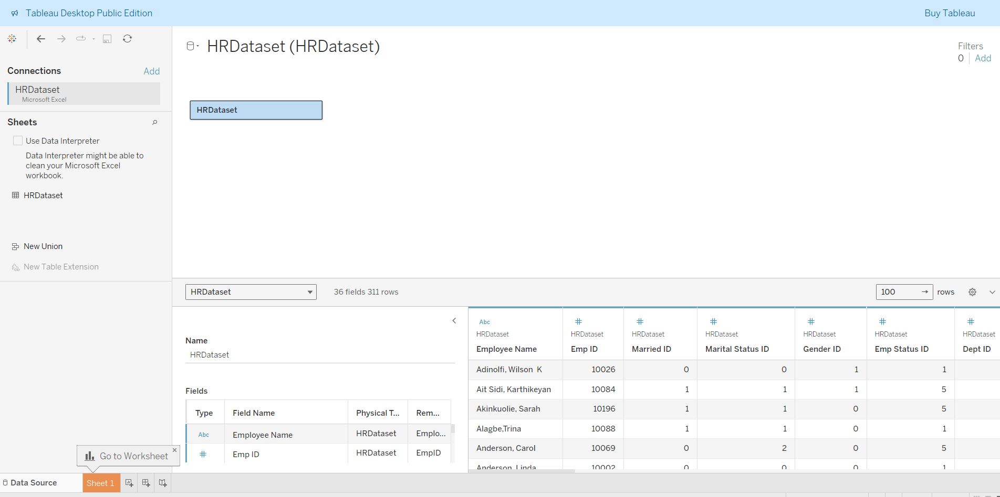 Tableau Desktop Public Edition
Buy Tableau
HRDataset (HRDataset)
Filters
0 Add
Connections
Add
HRDataset
Microsoft Excel
Sheets
Use Data Interpreter
Data Interpreter might be able to
clean your Microsoft Excel
workbook.
HRDataset
New Union
New Table Extension
HRDataset
HRDataset
36 fields 311 rows
100
rows
Name
HRDataset
Fields
Type Field Name Physical T... Rem...
Abc Employee Name HRDataset Emplo...
# Emp ID HRDataset EmpID
Abc # # # # # #
HRDataset HRDataset HRDataset HRDataset HRDataset HRDataset HRDataset
Employee Name Emp ID Married ID Marital Status ID Gender ID Emp Status ID Dept ID
Adinolfi, Wilson  K 10026 0 0 1 1
Ait Sidi, Karthikeyan 10084 1 1 1 5
Akinkuolie, Sarah 10196 1 1 0 5
Alagbe,Trina 10088 1 1 0 1
Anderson, Carol 10069 0 2 0 5
Anderson, Linda 10002 0 0 0 1
Go to Worksheet
Data Source
Sheet 1